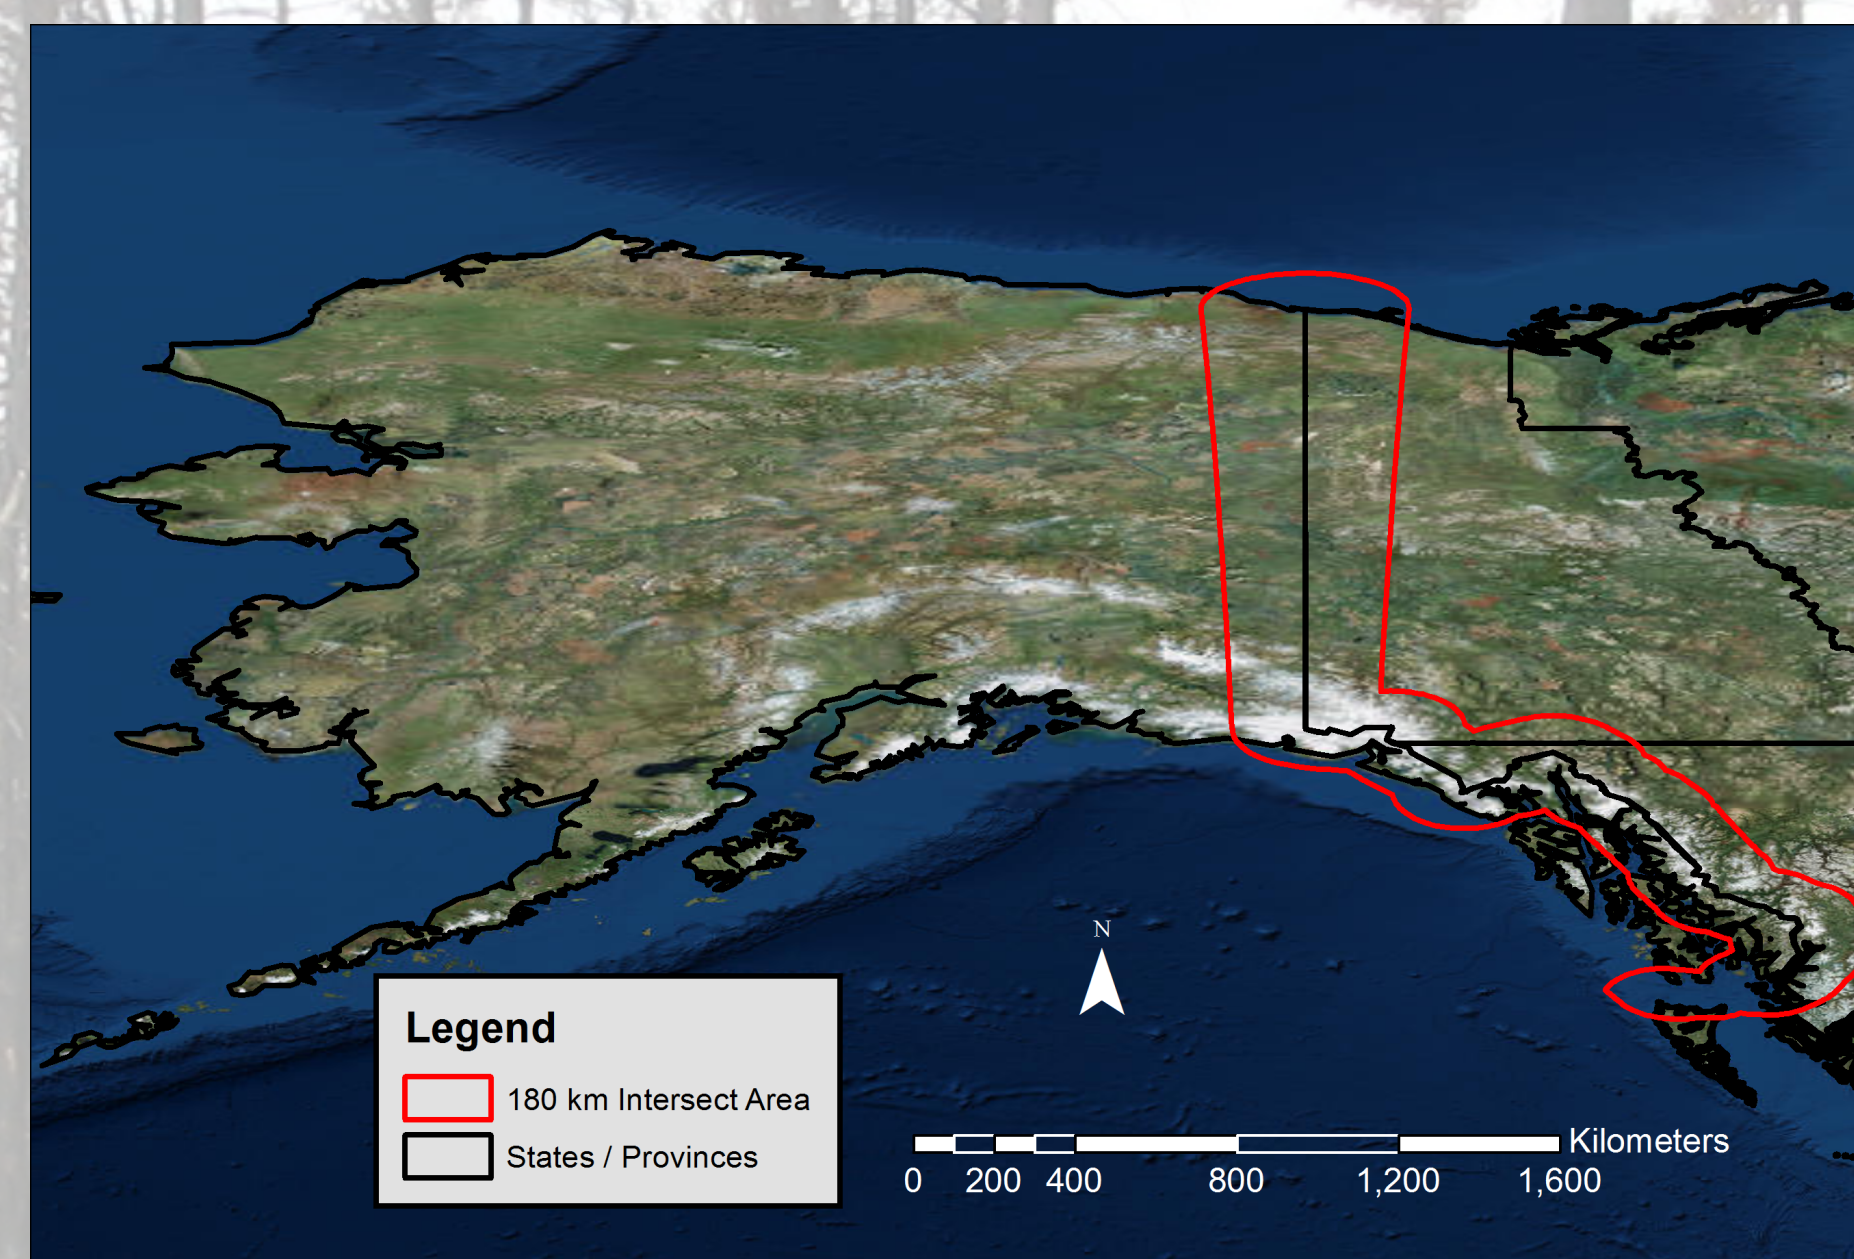 N
Legend
180 km Intersect Area
States / Provinces
Kilometers
0 200 400 800 1,200 1,600